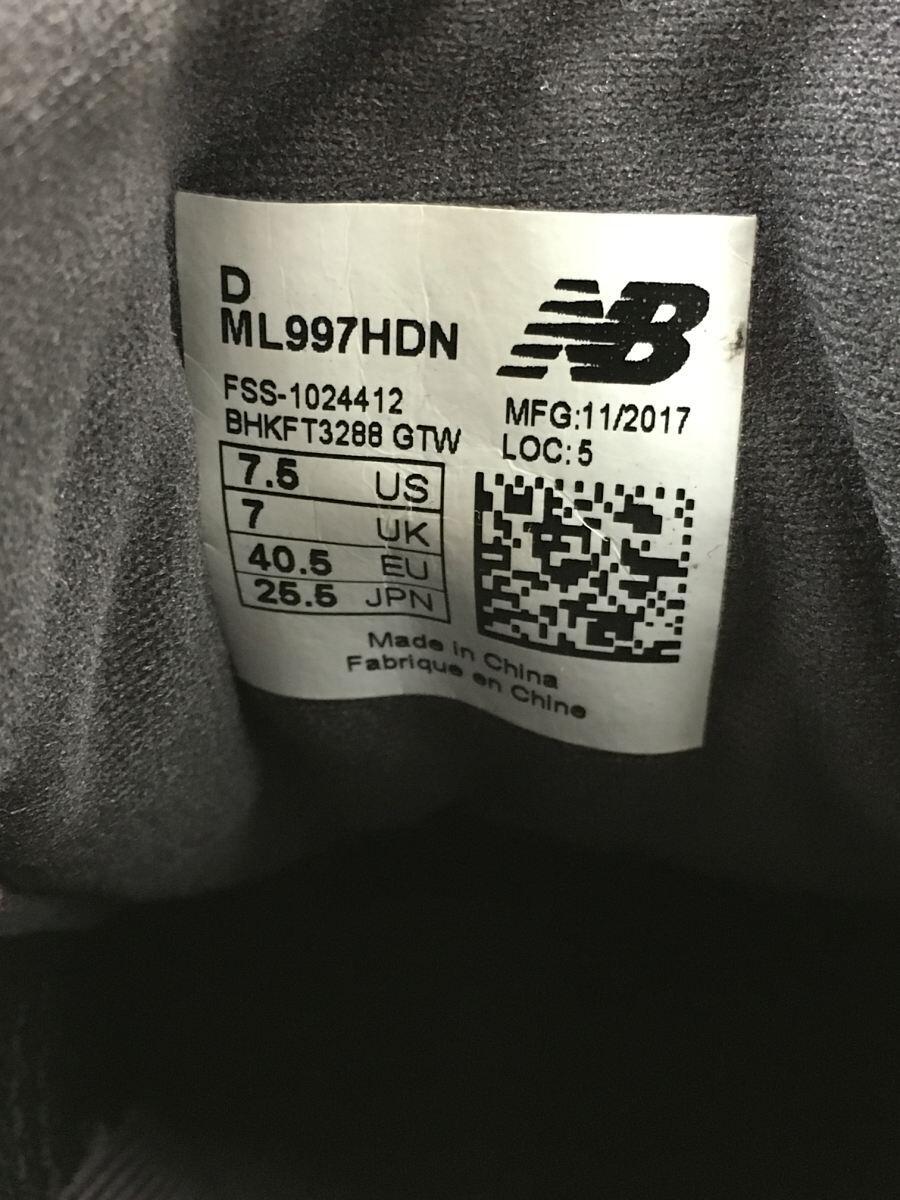 D
ML997HDN
NB
FSS-1024412
BHKFT3288 GTW
MFG:11/2017
LOC:5
7.5 US
7 UK
40.5 EU
25.5 JPN
Made in China
Fabrique en Chine